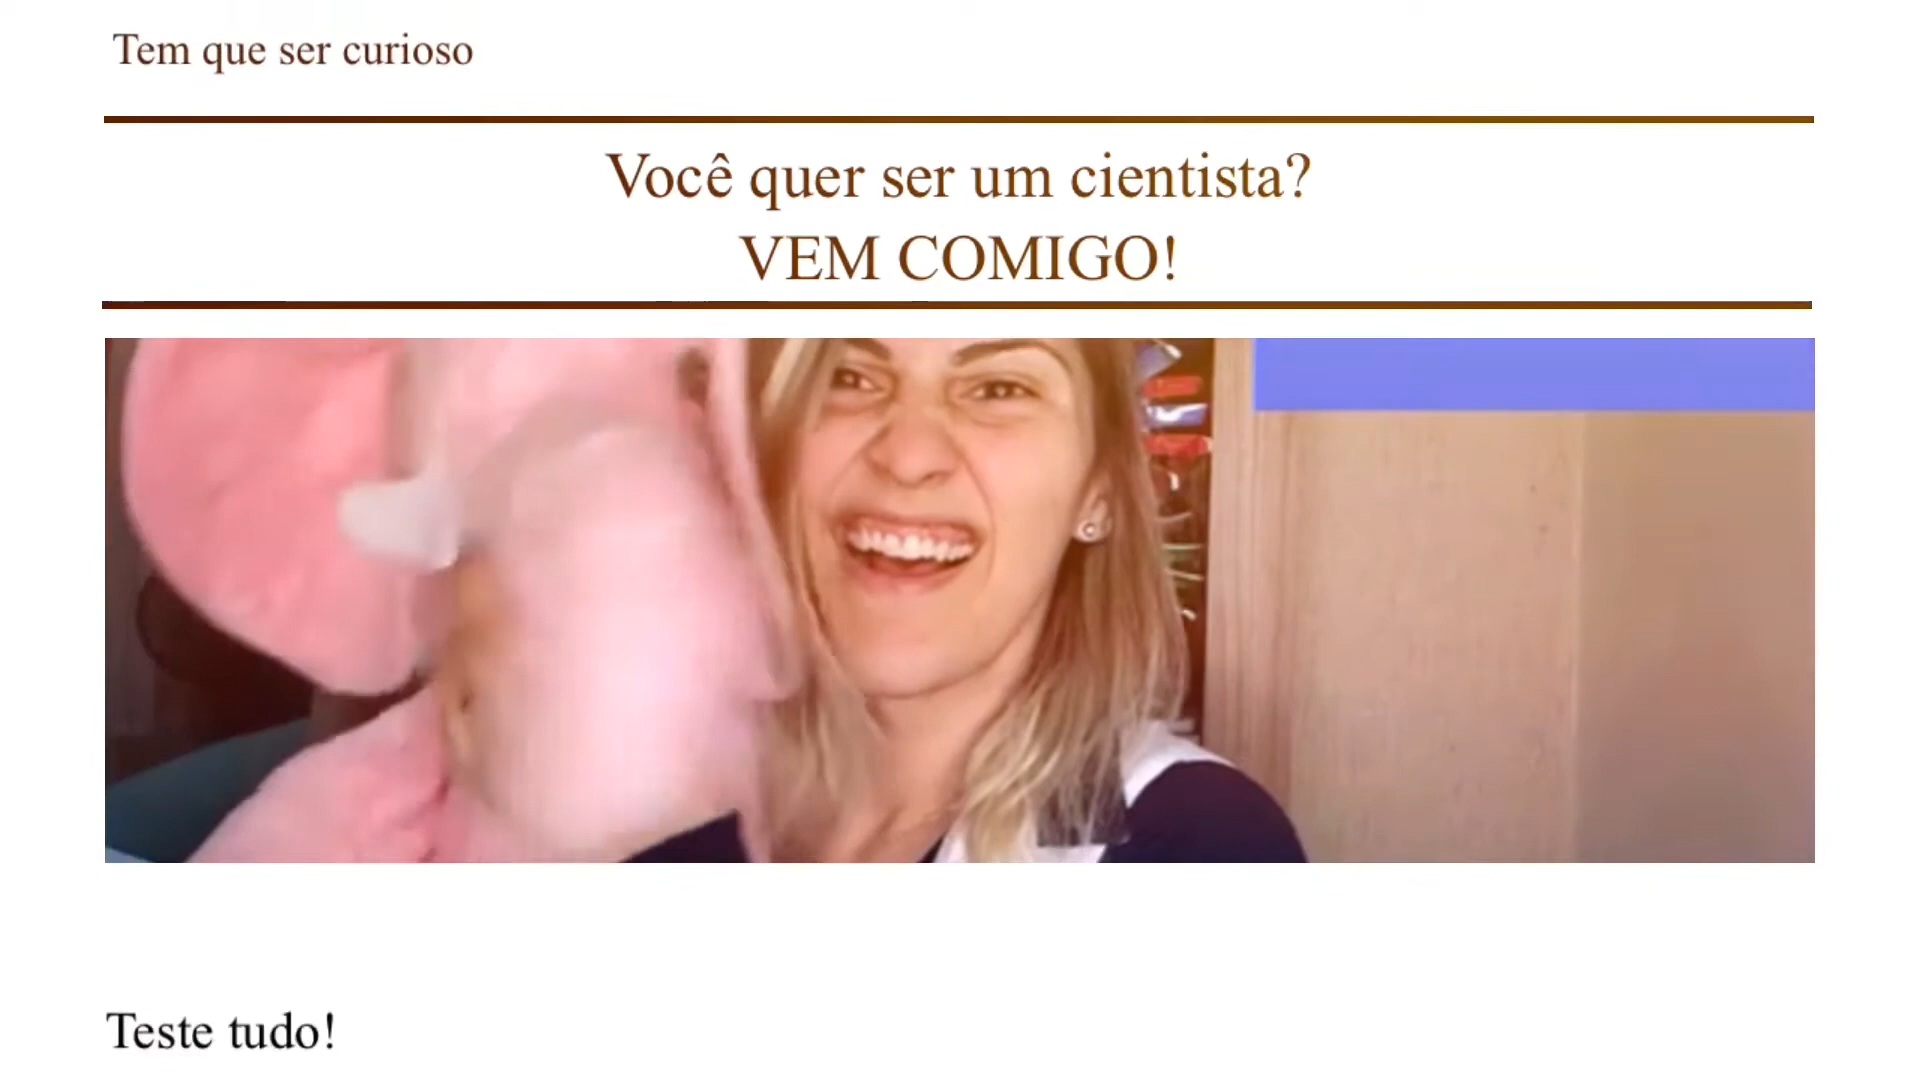 Tem que ser curioso
Você quer ser um cientista?
VEM COMIGO!
Teste tudo!